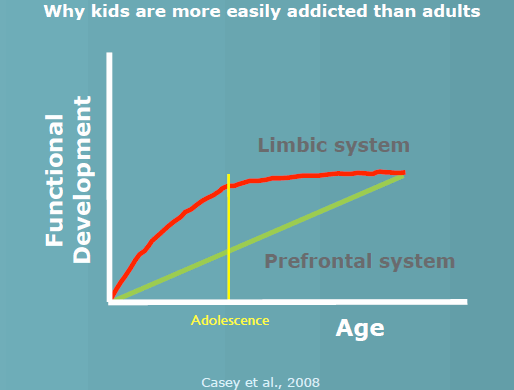 Why kids are more easily addicted than adults
Functional
Development
Limbic system
Prefrontal system
Adolescence
Age
Casey et al., 2008